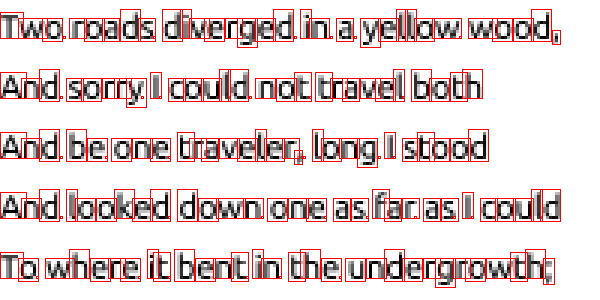 Two roads diverged in a yellow wood,
And sorry I could not travel both
And be one traveler, long I stood
And looked down one as far as I could
To where it bent in the undergrowth;